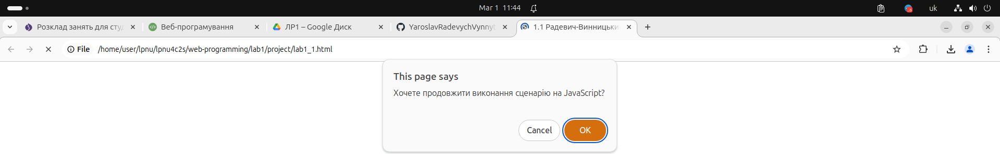 Mar 1 11:44
uk
Розклад занять для студ
Веб-програмування
ЛР1 – Google Диск
YaroslavRadevychVynnyt
1.1 Радевич-Винницький
File
/home/user/lpnu/lpnu4c2s/web-programming/lab1/project/lab1_1.html
This page says
Хочете продовжити виконання сценарію на JavaScript?
Cancel
OK